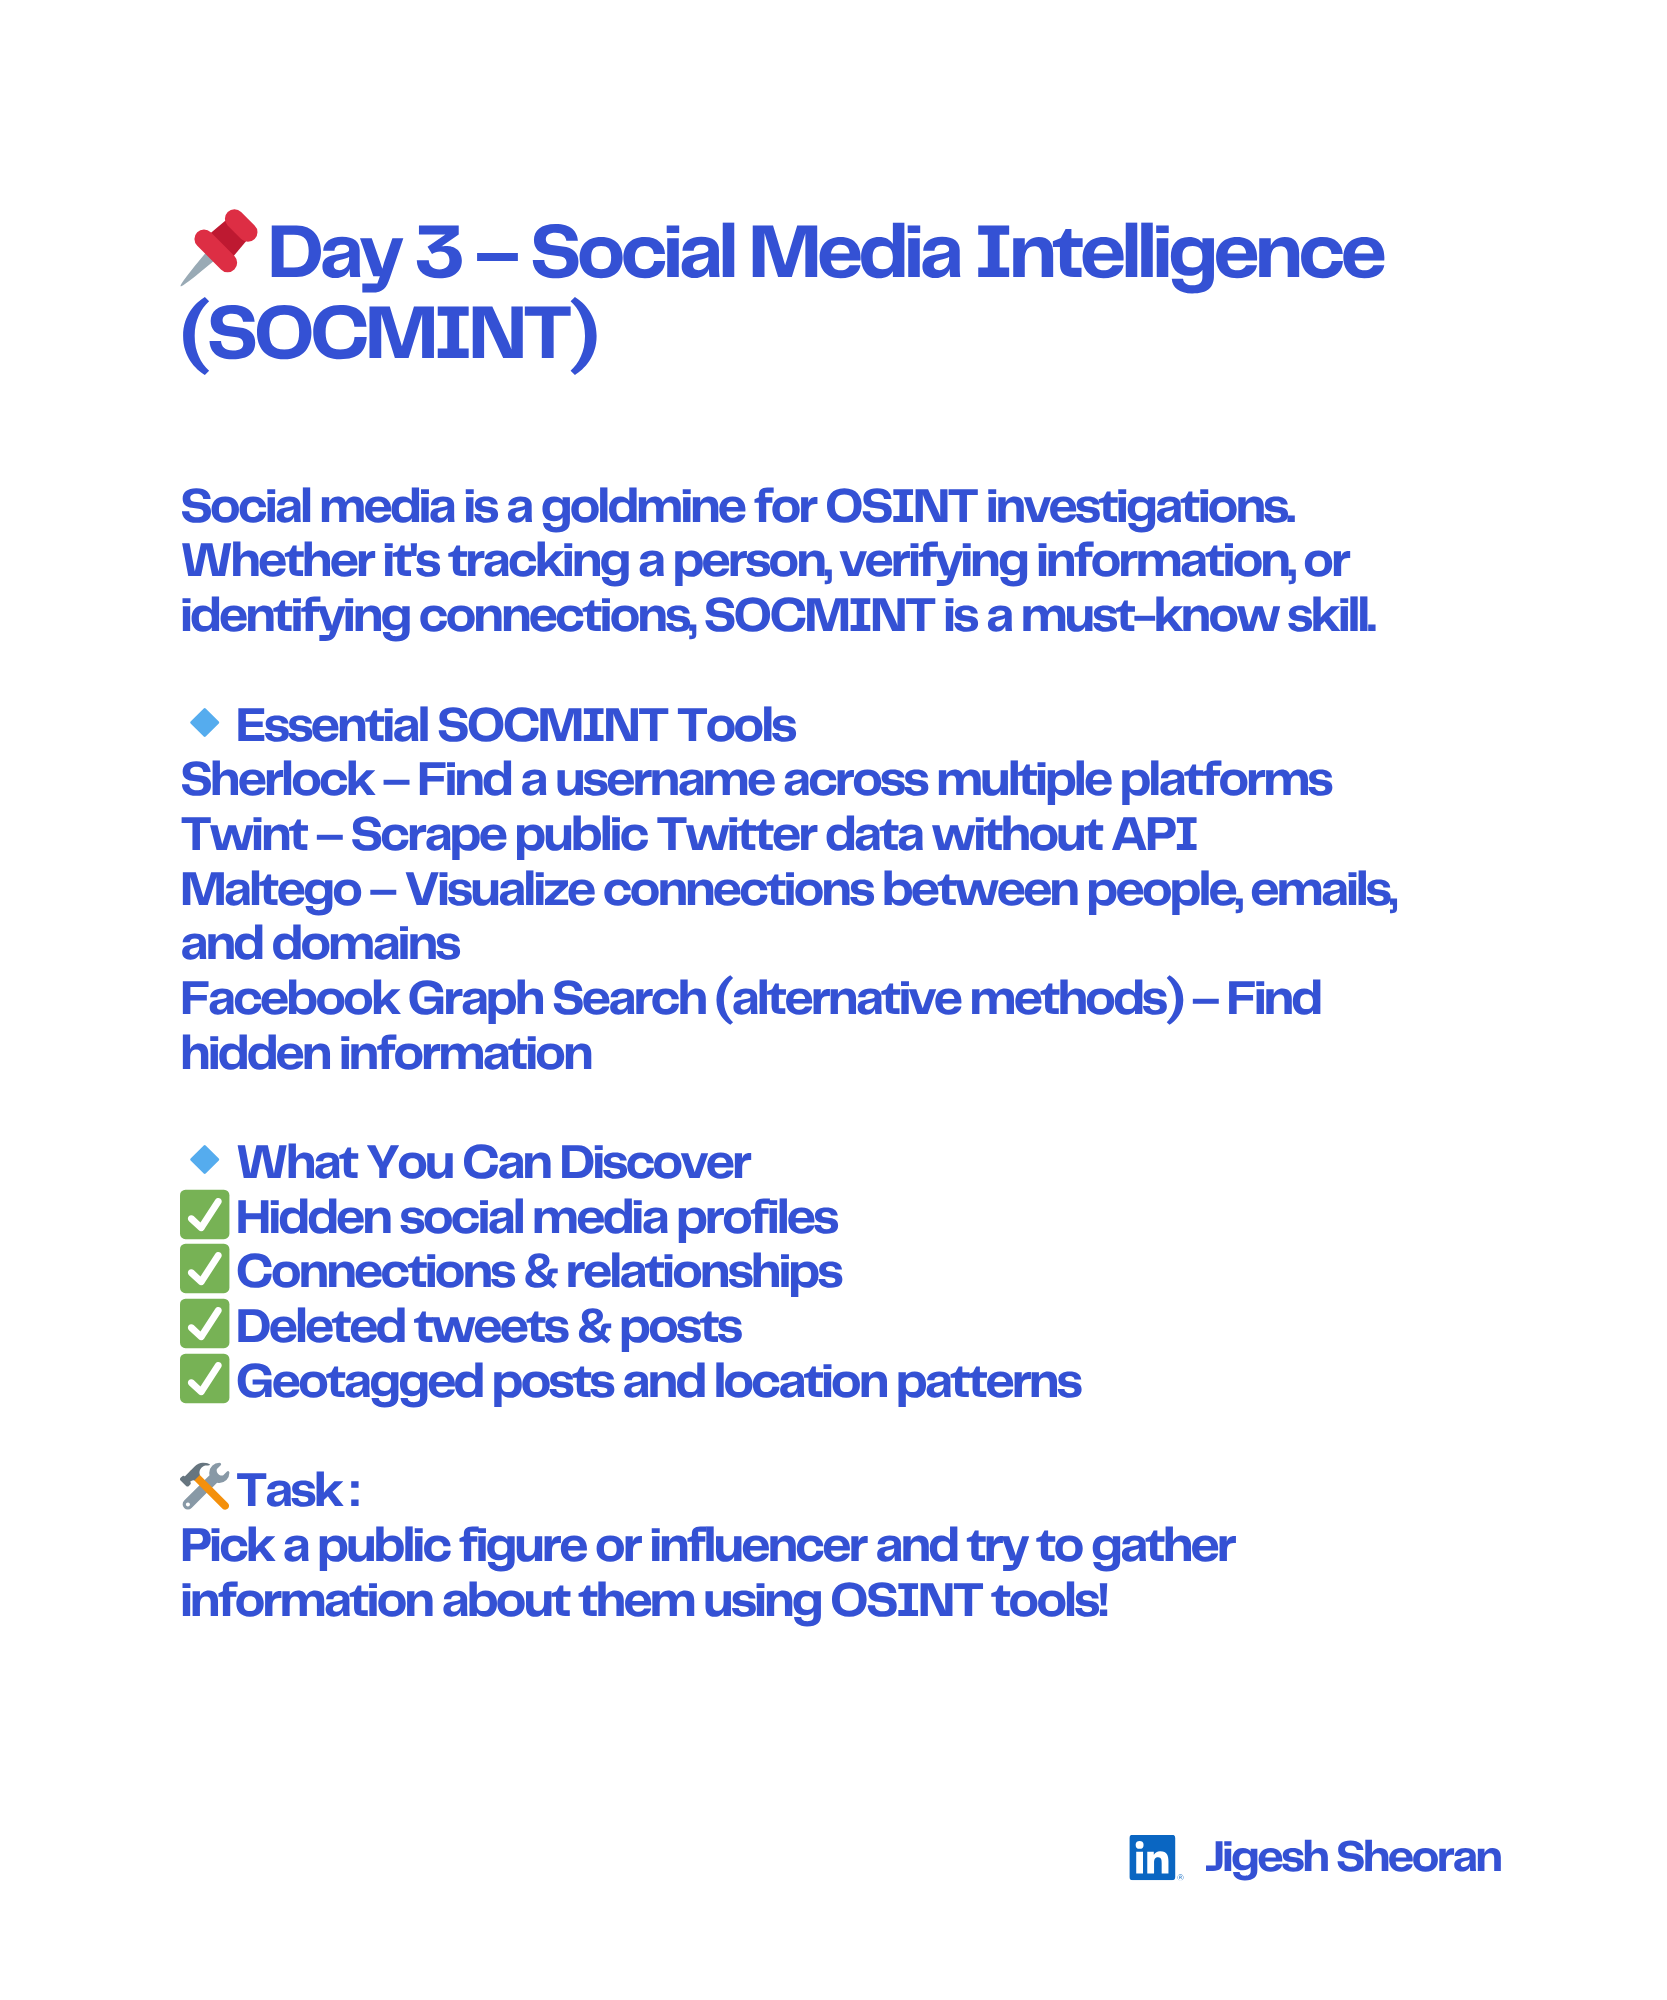 📌 Day 3 – Social Media Intelligence
(SOCMINT)
Social media is a goldmine for OSINT investigations.
Whether it's tracking a person, verifying information, or
identifying connections, SOCMINT is a must-know skill.
🔹 Essential SOCMINT Tools
Sherlock – Find a username across multiple platforms
Twint – Scrape public Twitter data without API
Maltego – Visualize connections between people, emails,
and domains
Facebook Graph Search (alternative methods) – Find
hidden information
🔹 What You Can Discover
✅ Hidden social media profiles
✅ Connections & relationships
✅ Deleted tweets & posts
✅ Geotagged posts and location patterns
🛠️ Task :
Pick a public figure or influencer and try to gather
information about them using OSINT tools!
in® Jigesh Sheoran